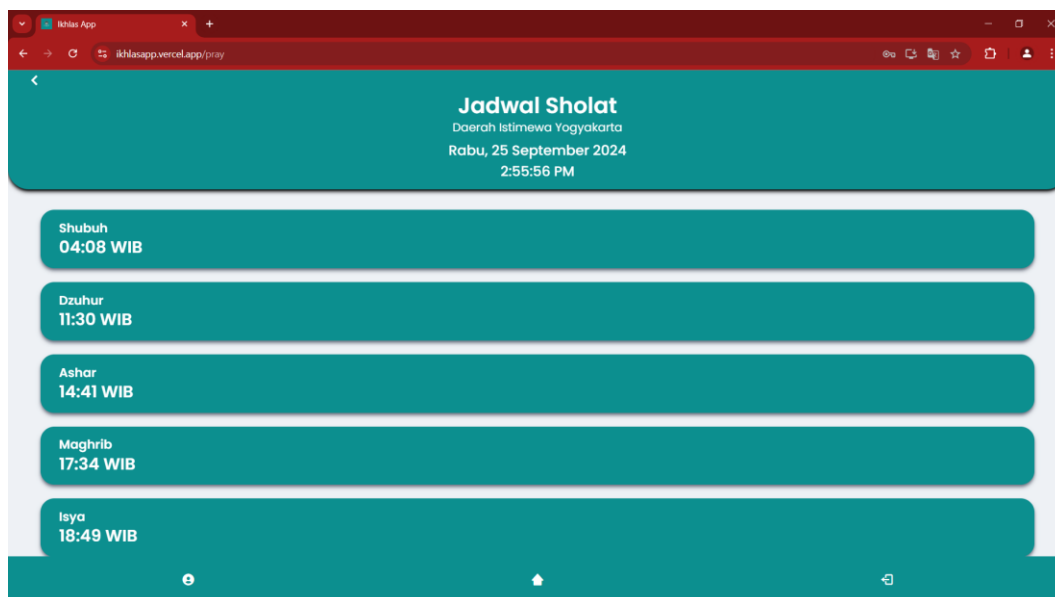 Ikhlas App
ikhlasapp.vercel.app/pray
Jadwal Sholat
Daerah Istimewa Yogyakarta
Rabu, 25 September 2024
2:55:56 PM
Shubuh
04:08 WIB
Dzuhur
11:30 WIB
Ashar
14:41 WIB
Maghrib
17:34 WIB
Isya
18:49 WIB